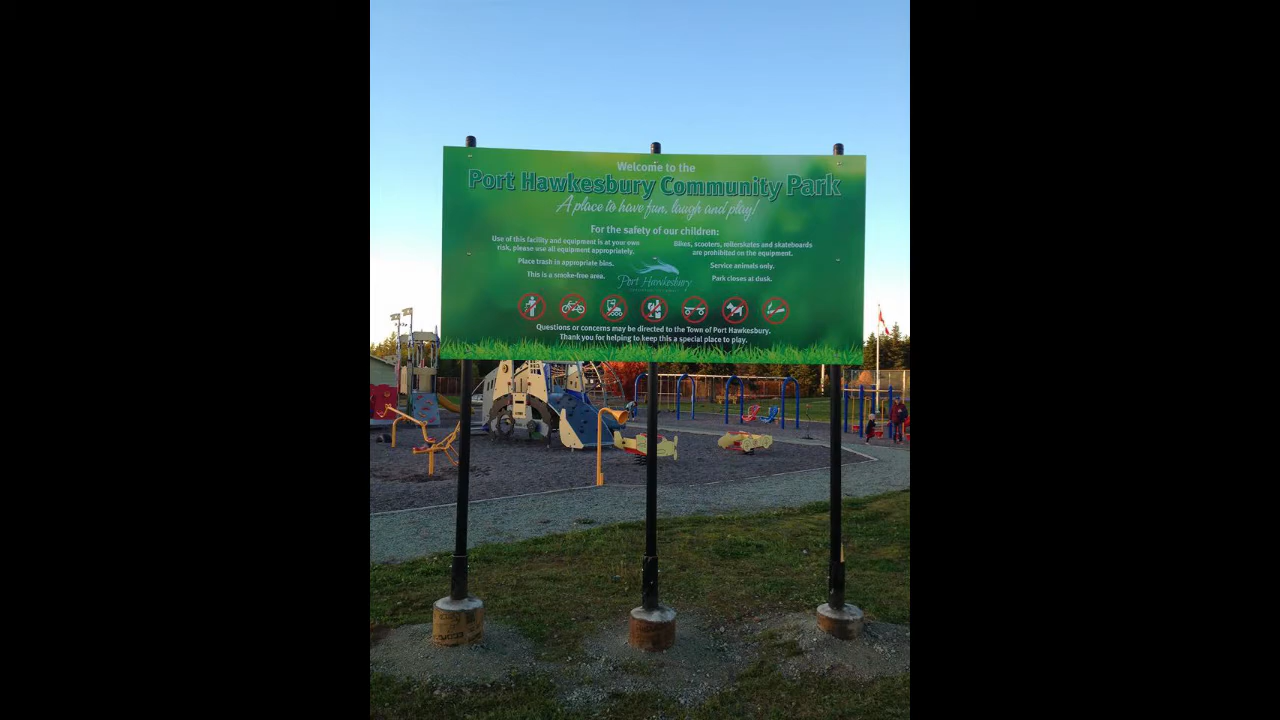 Welcome to the
Port Hawkesbury Community Park
A place to have fun, laugh and play!
For the safety of our children:
Use of this facility and equipment is at your own
risk, please use all equipment appropriately.
Place trash in appropriate bins.
This is a smoke-free area.
Bikes, scooters, rollerskates and skateboards
are prohibited on the equipment.
Service animals only.
Park closes at dusk.
Port Hawkesbury
Questions or concerns may be directed to the Town of Port Hawkesbury.
Thank you for helping to keep this a special place to play.